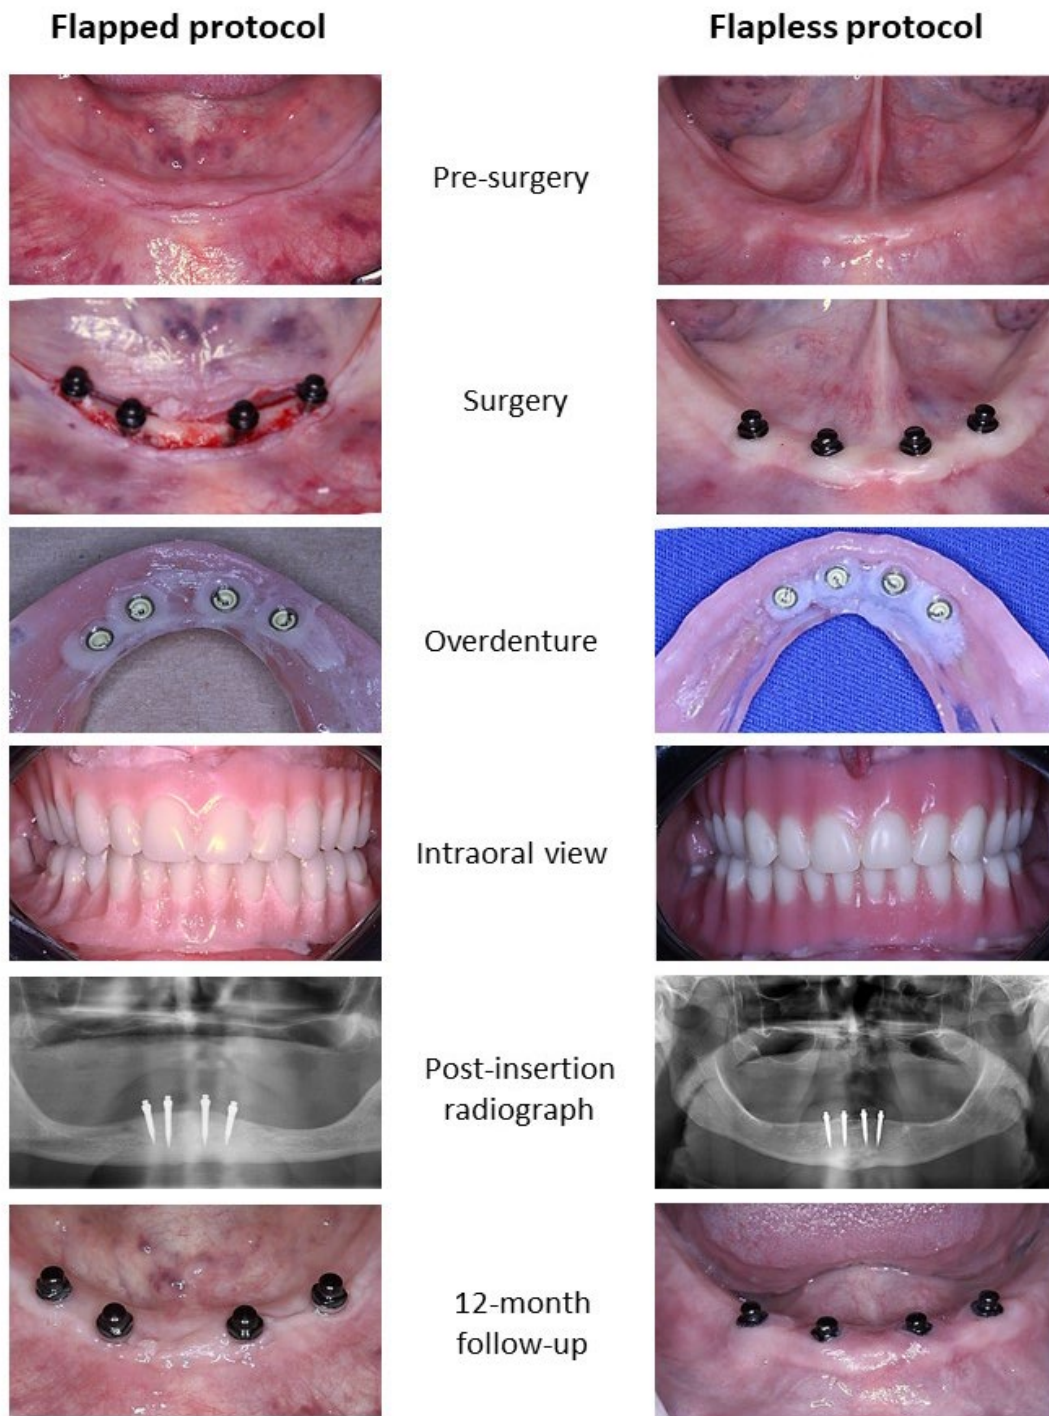 Flapped protocol
Flapless protocol
Pre-surgery
Surgery
Overdenture
Intraoral view
Post-insertion
radiograph
12-month
follow-up